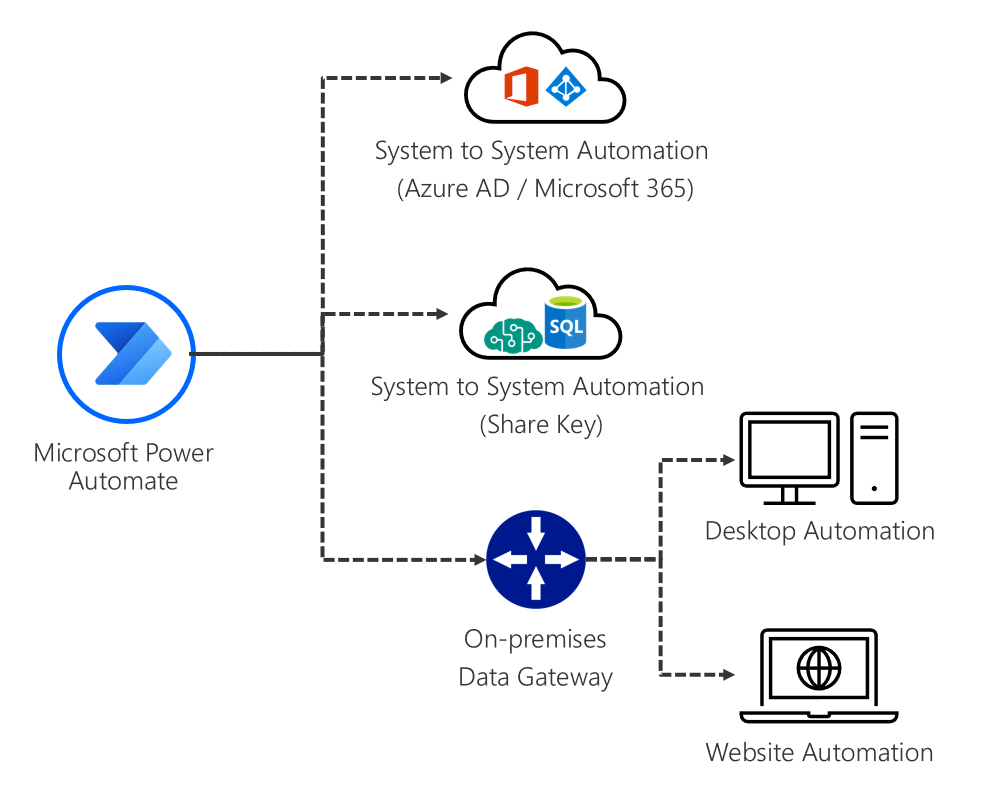 System to System Automation
(Azure AD / Microsoft 365)
SQL
System to System Automation
(Share Key)
Microsoft Power
Automate
Desktop Automation
On-premises
Data Gateway
Website Automation